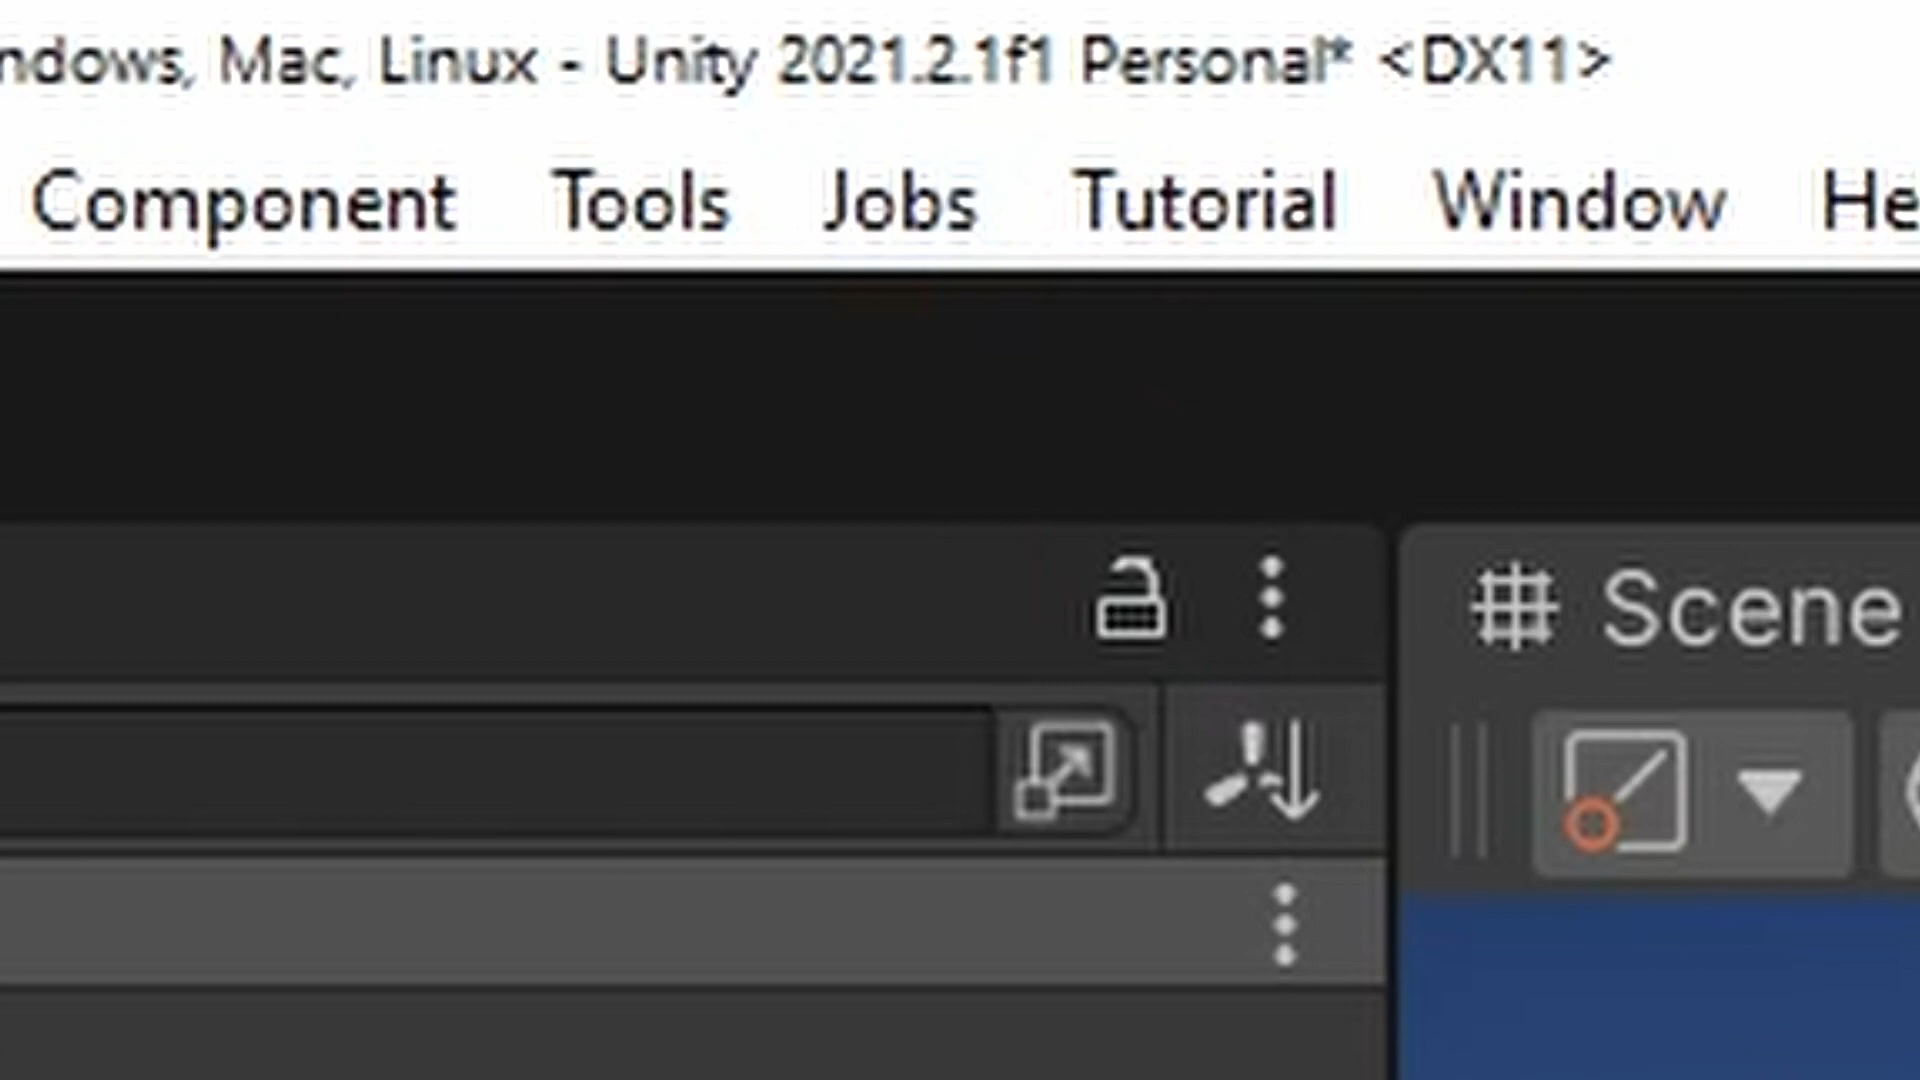 ndows, Mac, Linux - Unity 2021.2.1f1 Personal* <DX11>
Component Tools Jobs Tutorial Window He
Scene